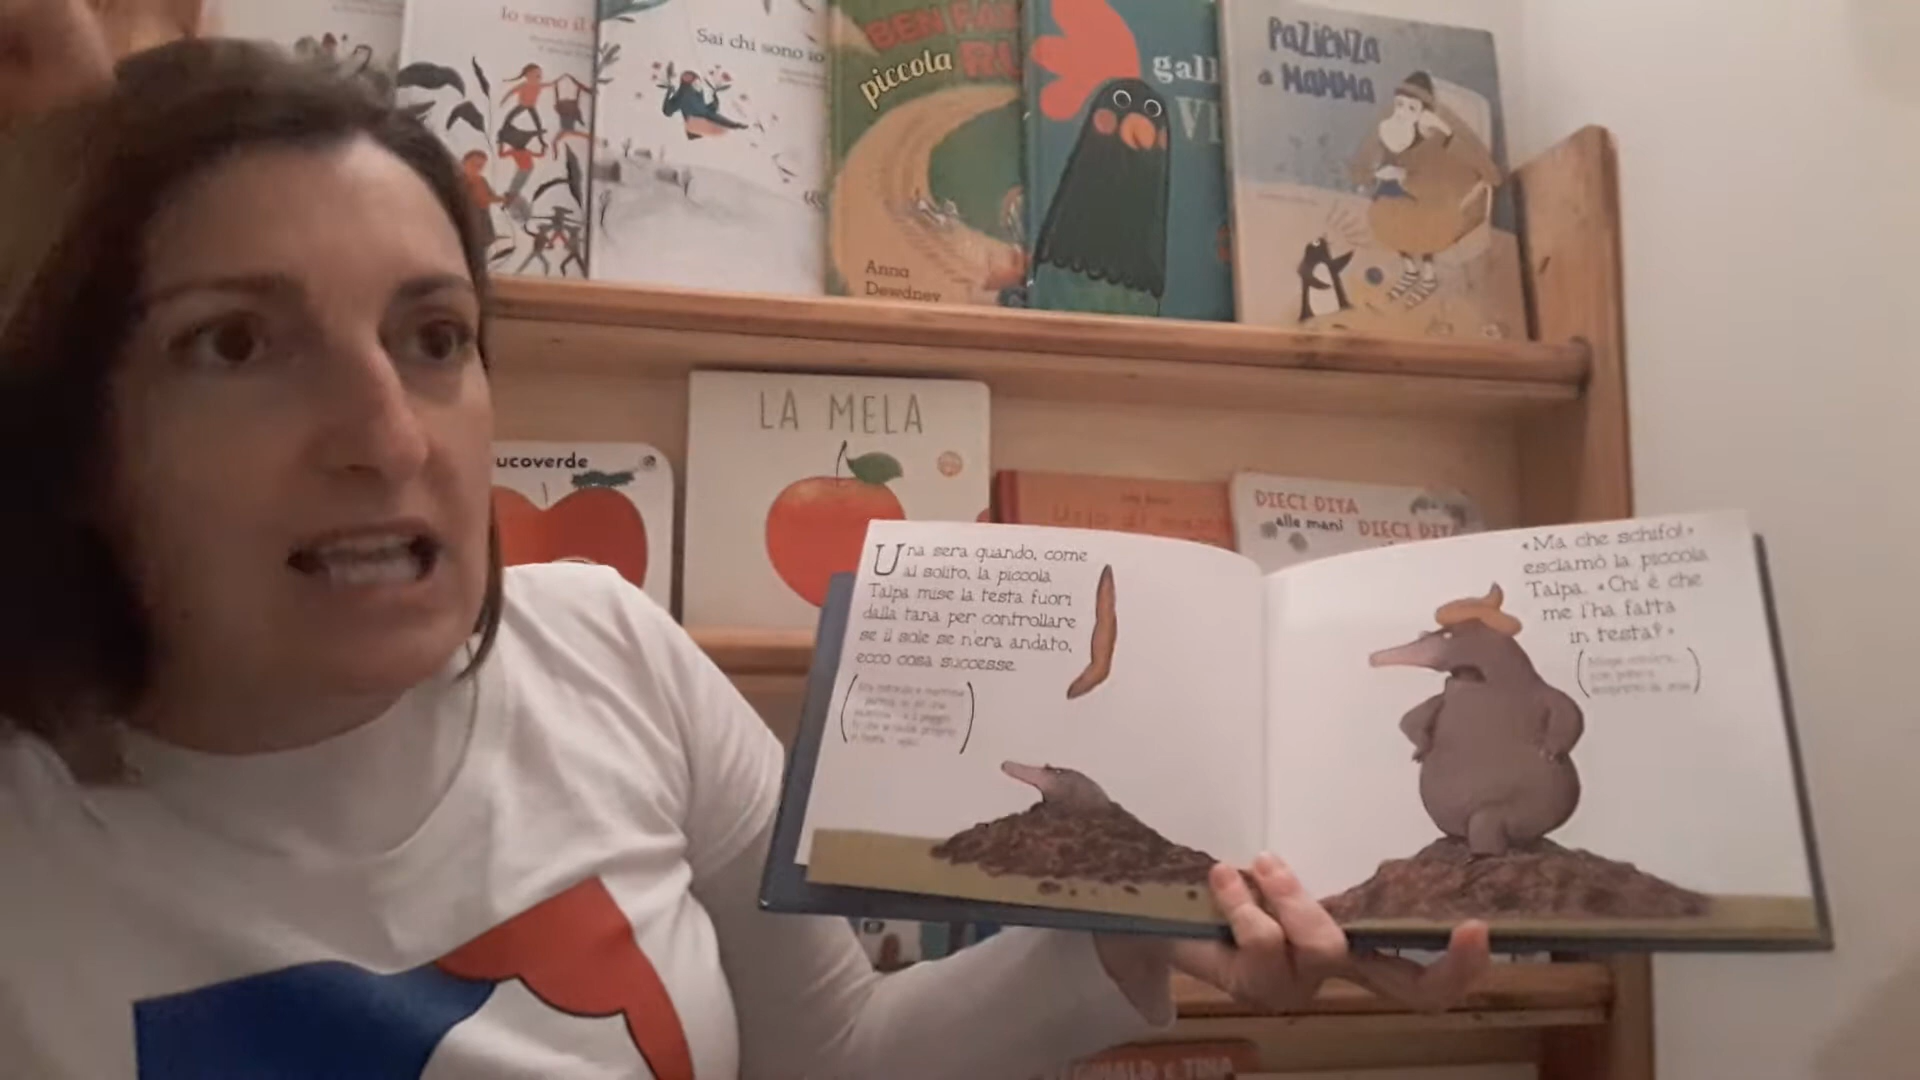 Io sono il
Sai chi sono io
piccola
Anna
Dewdney
gall
PAZIENZA
a MAMMA
ucoverde
LA MELA
DIECI DITA
alle mani DIECI DITA
Una sera quando, come
al solito, la piccola
Talpa mise la testa fuori
dalla tana per controllare
se il sole se n'era andato,
ecco cosa successe.
«Ma che schifo!»
esclamò la piccola
Talpa. «Chi è che
me l'ha fatta
in testa?»